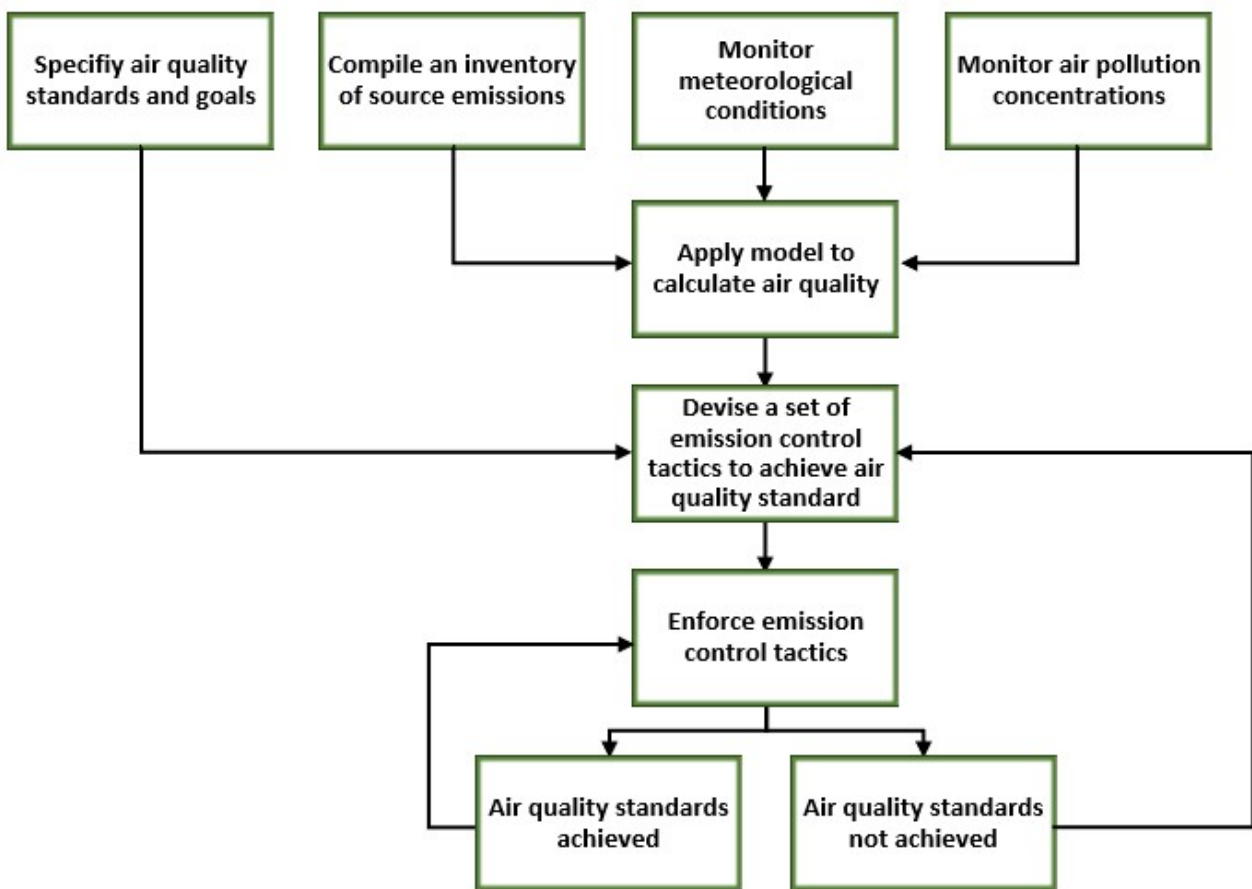 Specifiy air quality
standards and goals
Compile an inventory
of source emissions
Monitor
meteorological
conditions
Monitor air pollution
concentrations
Apply model to
calculate air quality
Devise a set of
emission control
tactics to achieve air
quality standard
Enforce emission
control tactics
Air quality standards
achieved
Air quality standards
not achieved